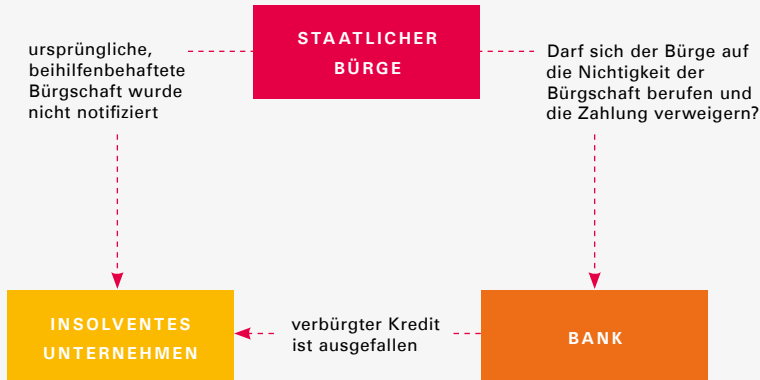 STAATLICHER
BÜRGE
ursprüngliche,
beihilfenbehaftete
Bürgschaft wurde
nicht notifiziert
Darf sich der Bürge auf
die Nichtigkeit der
Bürgschaft berufen und
die Zahlung verweigern?
INSOLVENTES
UNTERNEHMEN
verbürgter Kredit
ist ausgefallen
BANK